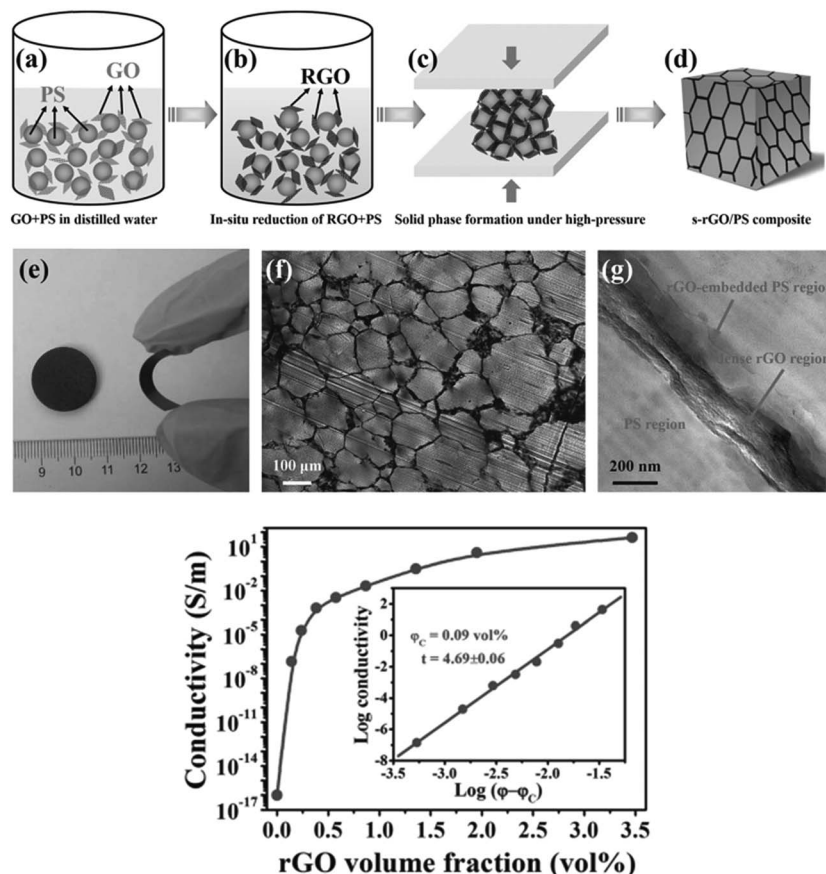 (a)
GO
PS
GO+PS in distilled water
(b)
RGO
In-situ reduction of RGO+PS
(c)
Solid phase formation under high-pressure
(d)
s-rGO/PS composite
(e)
9 10 11 12 13
(f)
100 μm
(g)
rGO-embedded PS region
dense rGO region
PS region
200 nm
Conductivity (S/m)
10^1
10^-2
10^-5
10^-8
10^-11
10^-14
10^-17
0.0 0.5 1.0 1.5 2.0 2.5 3.0 3.5
rGO volume fraction (vol%)
Log conductivity
2
0
-2
-4
-6
-8
φC = 0.09 vol%
t = 4.69±0.06
-3.5 -3.0 -2.5 -2.0 -1.5
Log (φ–φC)